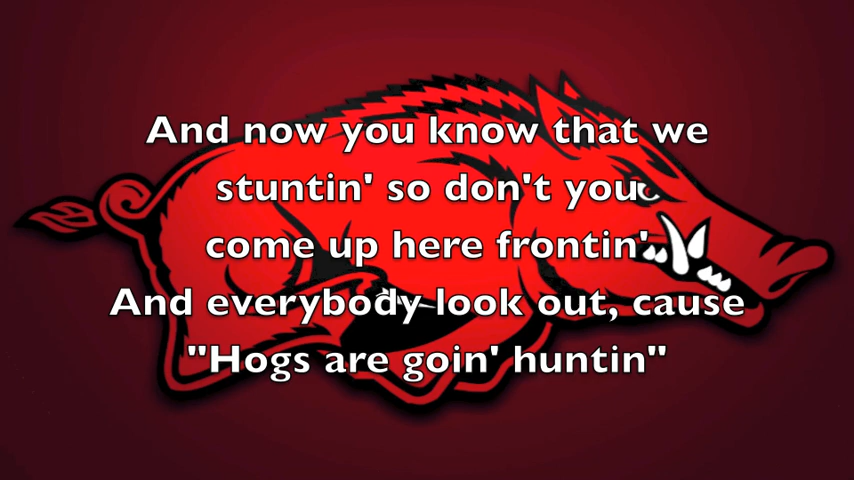 And now you know that we
stuntin' so don't you
come up here frontin'
And everybody look out, cause
"Hogs are goin' huntin"